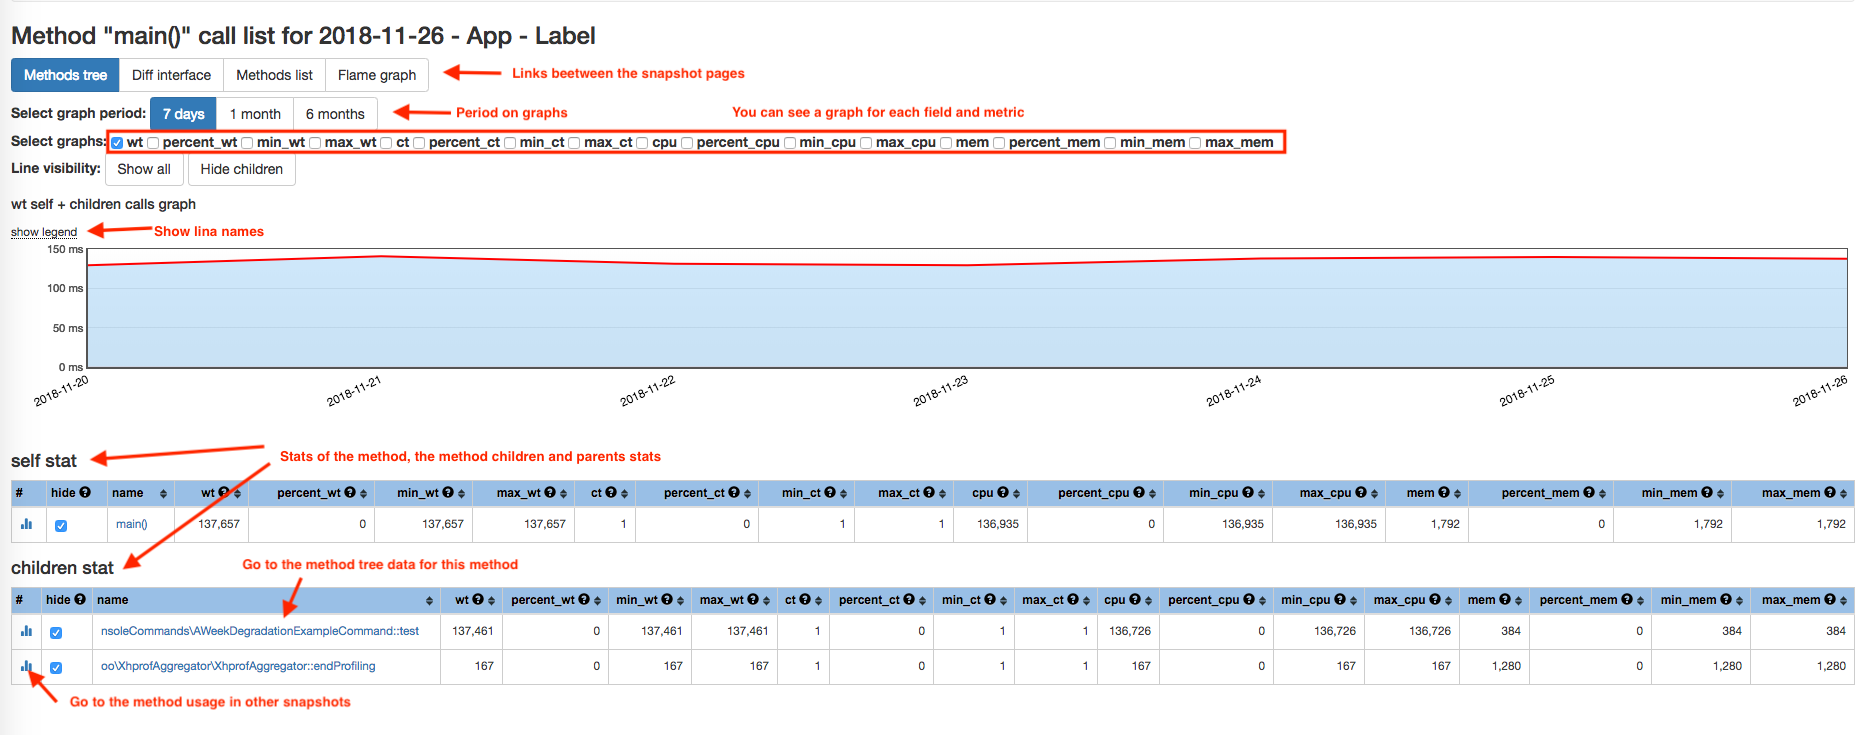 Method "main()" call list for 2018-11-26 - App - Label
Methods tree Diff interface Methods list Flame graph Links beetween the snapshot pages
Select graph period: 7 days 1 month 6 months Period on graphs You can see a graph for each field and metric
Select graphs: wt percent_wt min_wt max_wt ct percent_ct min_ct max_ct cpu percent_cpu min_cpu max_cpu mem percent_mem min_mem max_mem
Line visibility: Show all Hide children
wt self + children calls graph
show legend Show lina names
150 ms
100 ms
50 ms
0 ms
2018-11-20 2018-11-21 2018-11-22 2018-11-23 2018-11-24 2018-11-25 2018-11-26
self stat Stats of the method, the method children and parents stats
# hide name wt percent_wt min_wt max_wt ct percent_ct min_ct max_ct cpu percent_cpu min_cpu max_cpu mem percent_mem min_mem max_mem
main() 137,657 0 137,657 137,657 1 0 1 1 136,935 0 136,935 136,935 1,792 0 1,792 1,792
children stat Go to the method tree data for this method
# hide name wt percent_wt min_wt max_wt ct percent_ct min_ct max_ct cpu percent_cpu min_cpu max_cpu mem percent_mem min_mem max_mem
nsoleCommands\AWeekDegradationExampleCommand::test 137,461 0 137,461 137,461 1 0 1 1 136,726 0 136,726 136,726 384 0 384 384
oo\XhprofAggregator\XhprofAggregator::endProfiling 167 0 167 167 1 0 1 1 167 0 167 167 1,280 0 1,280 1,280
Go to the method usage in other snapshots